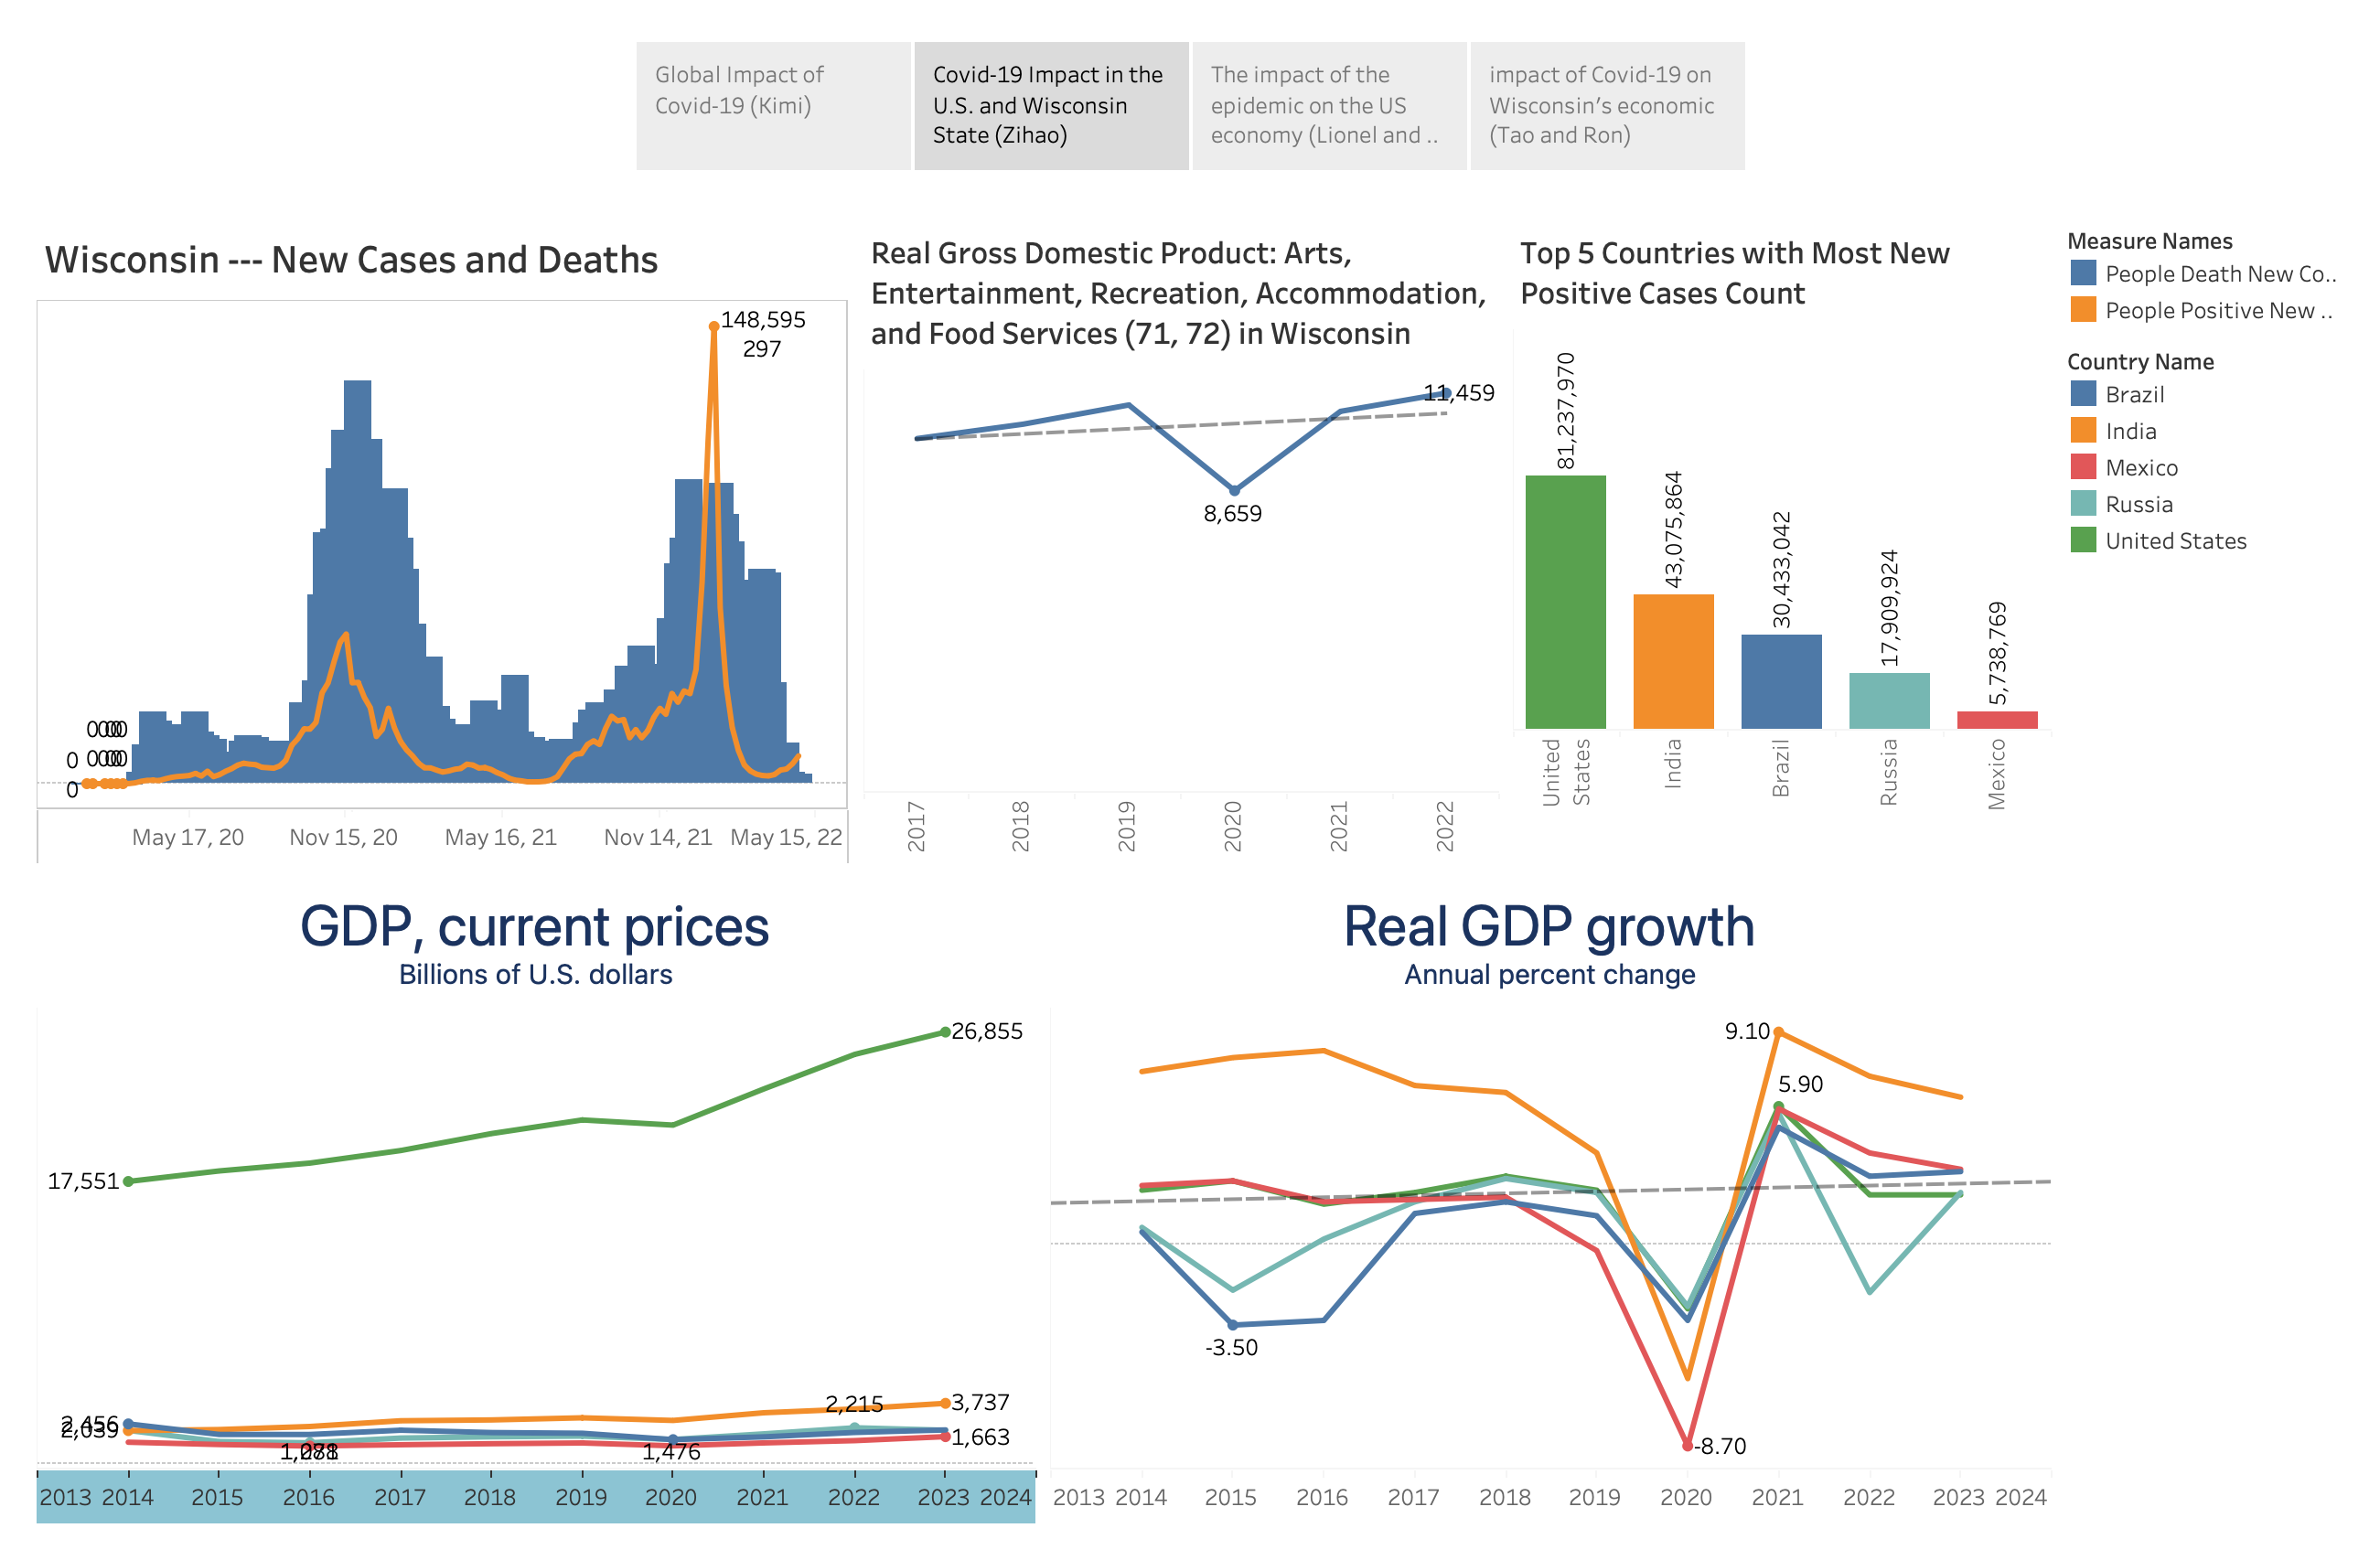 Global Impact of
Covid-19 (Kimi)
Covid-19 Impact in the
U.S. and Wisconsin
State (Zihao)
The impact of the
epidemic on the US
economy (Lionel and ..
impact of Covid-19 on
Wisconsin's economic
(Tao and Ron)
Wisconsin --- New Cases and Deaths
148,595
297
0
0
May 17, 20
Nov 15, 20
May 16, 21
Nov 14, 21
May 15, 22
Real Gross Domestic Product: Arts,
Entertainment, Recreation, Accommodation,
and Food Services (71, 72) in Wisconsin
11,459
8,659
2017
2018
2019
2020
2021
2022
Top 5 Countries with Most New
Positive Cases Count
81,237,970
43,075,864
30,433,042
17,909,924
5,738,769
United
States
India
Brazil
Russia
Mexico
Measure Names
People Death New Co..
People Positive New ..
Country Name
Brazil
India
Mexico
Russia
United States
GDP, current prices
Billions of U.S. dollars
26,855
17,551
2,456
2,039
2,215
3,737
1,476
1,663
2013
2014
2015
2016
2017
2018
2019
2020
2021
2022
2023
2024
Real GDP growth
Annual percent change
9.10
5.90
-3.50
-8.70
2013
2014
2015
2016
2017
2018
2019
2020
2021
2022
2023
2024